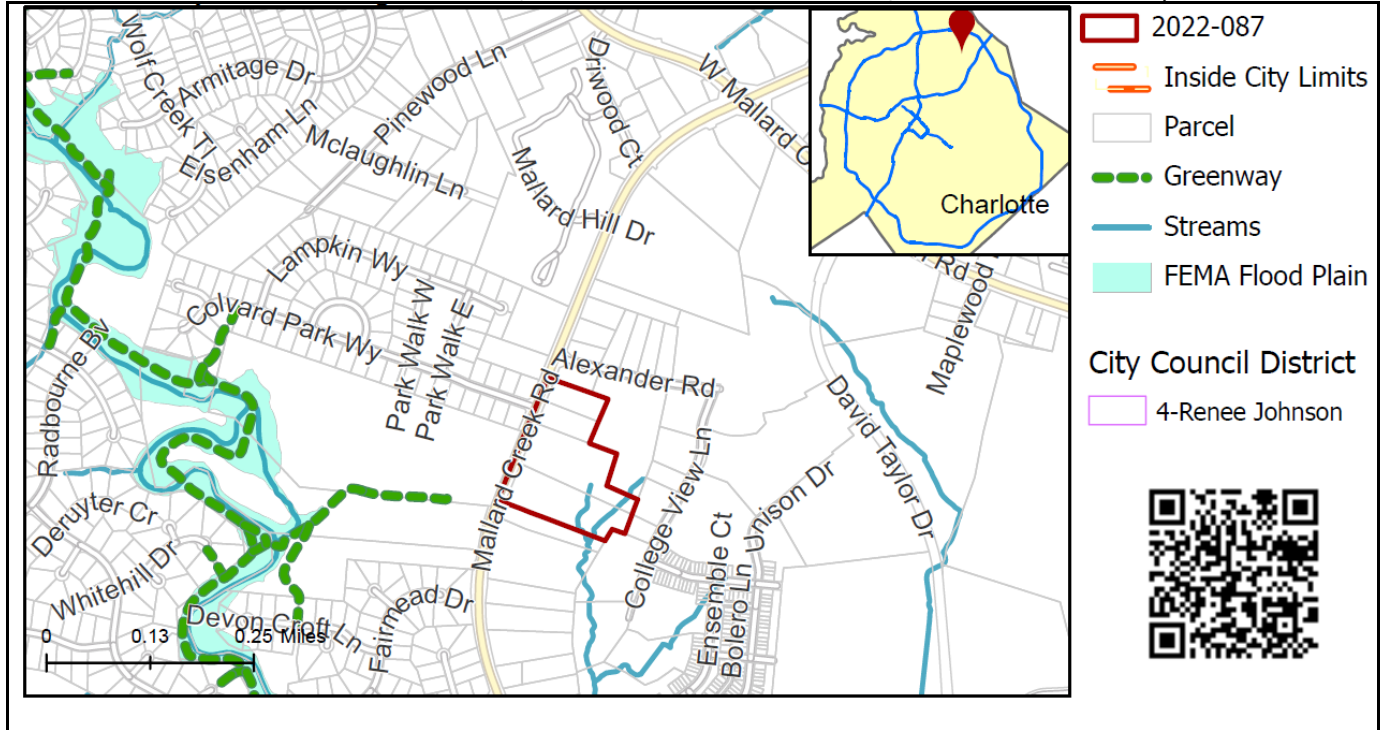 Wolf Creek Tl
Armitage Dr
Elsenham Ln
Pinewood Ln
Mclaughlin Ln
Driwood Ct
Mallard Hill Dr
W Mallard C
Lampkin Wy
Colvard Park Wy
Park Walk W
Park Walk E
Radbourne Bv
Alexander Rd
Mallard Creek Rd
College View Ln
Unison Dr
David Taylor Dr
Maplewood
Rd
Deruyter Cr
Whitehill Dr
Devon Croft Ln
Fairmead Dr
Ensemble Ct
Bolero Ln
0 0.13 0.25 Miles
Charlotte
2022-087
Inside City Limits
Parcel
Greenway
Streams
FEMA Flood Plain
City Council District
4-Renee Johnson